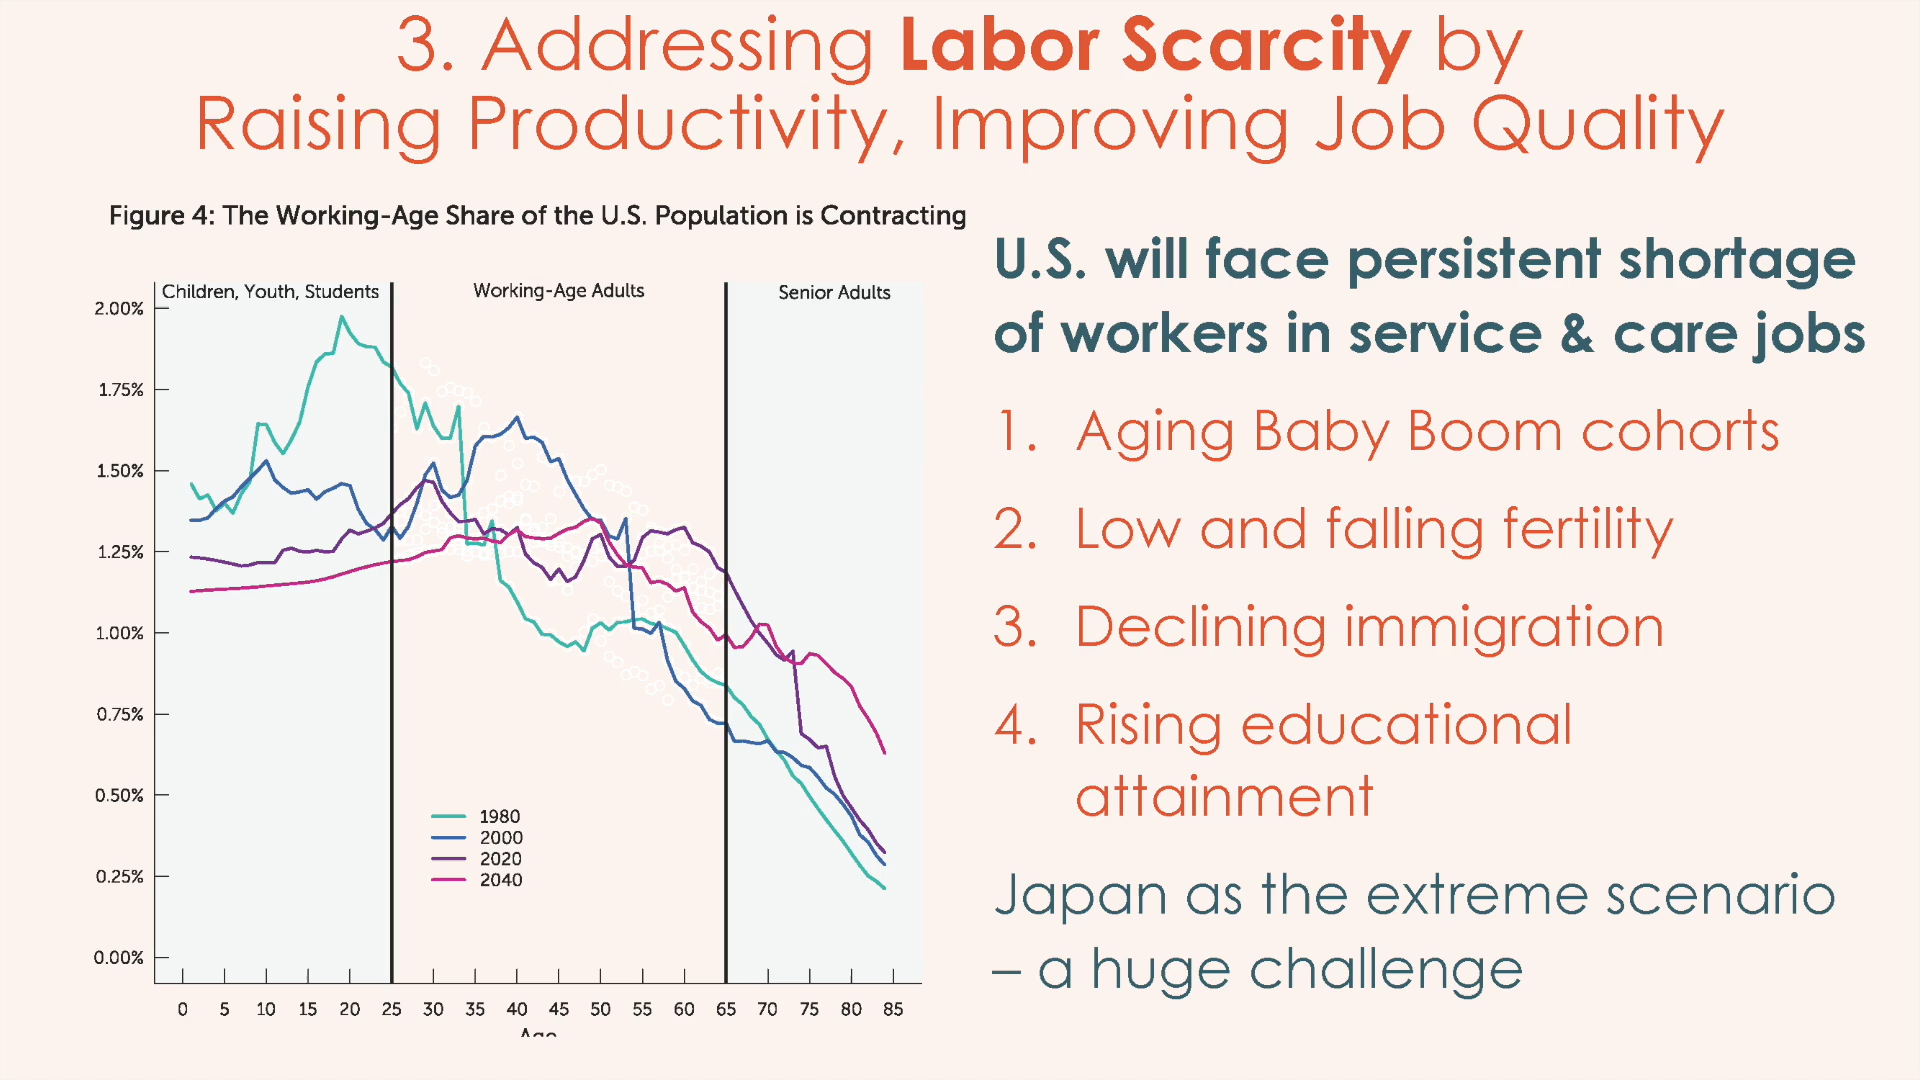 3. Addressing Labor Scarcity by
Raising Productivity, Improving Job Quality
Figure 4: The Working-Age Share of the U.S. Population is Contracting
Children, Youth, Students
Working-Age Adults
Senior Adults
2.00%
1.75%
1.50%
1.25%
1.00%
0.75%
0.50%
0.25%
0.00%
1980
2000
2020
2040
0 5 10 15 20 25 30 35 40 45 50 55 60 65 70 75 80 85
Age
U.S. will face persistent shortage
of workers in service & care jobs
1. Aging Baby Boom cohorts
2. Low and falling fertility
3. Declining immigration
4. Rising educational
attainment
Japan as the extreme scenario
– a huge challenge